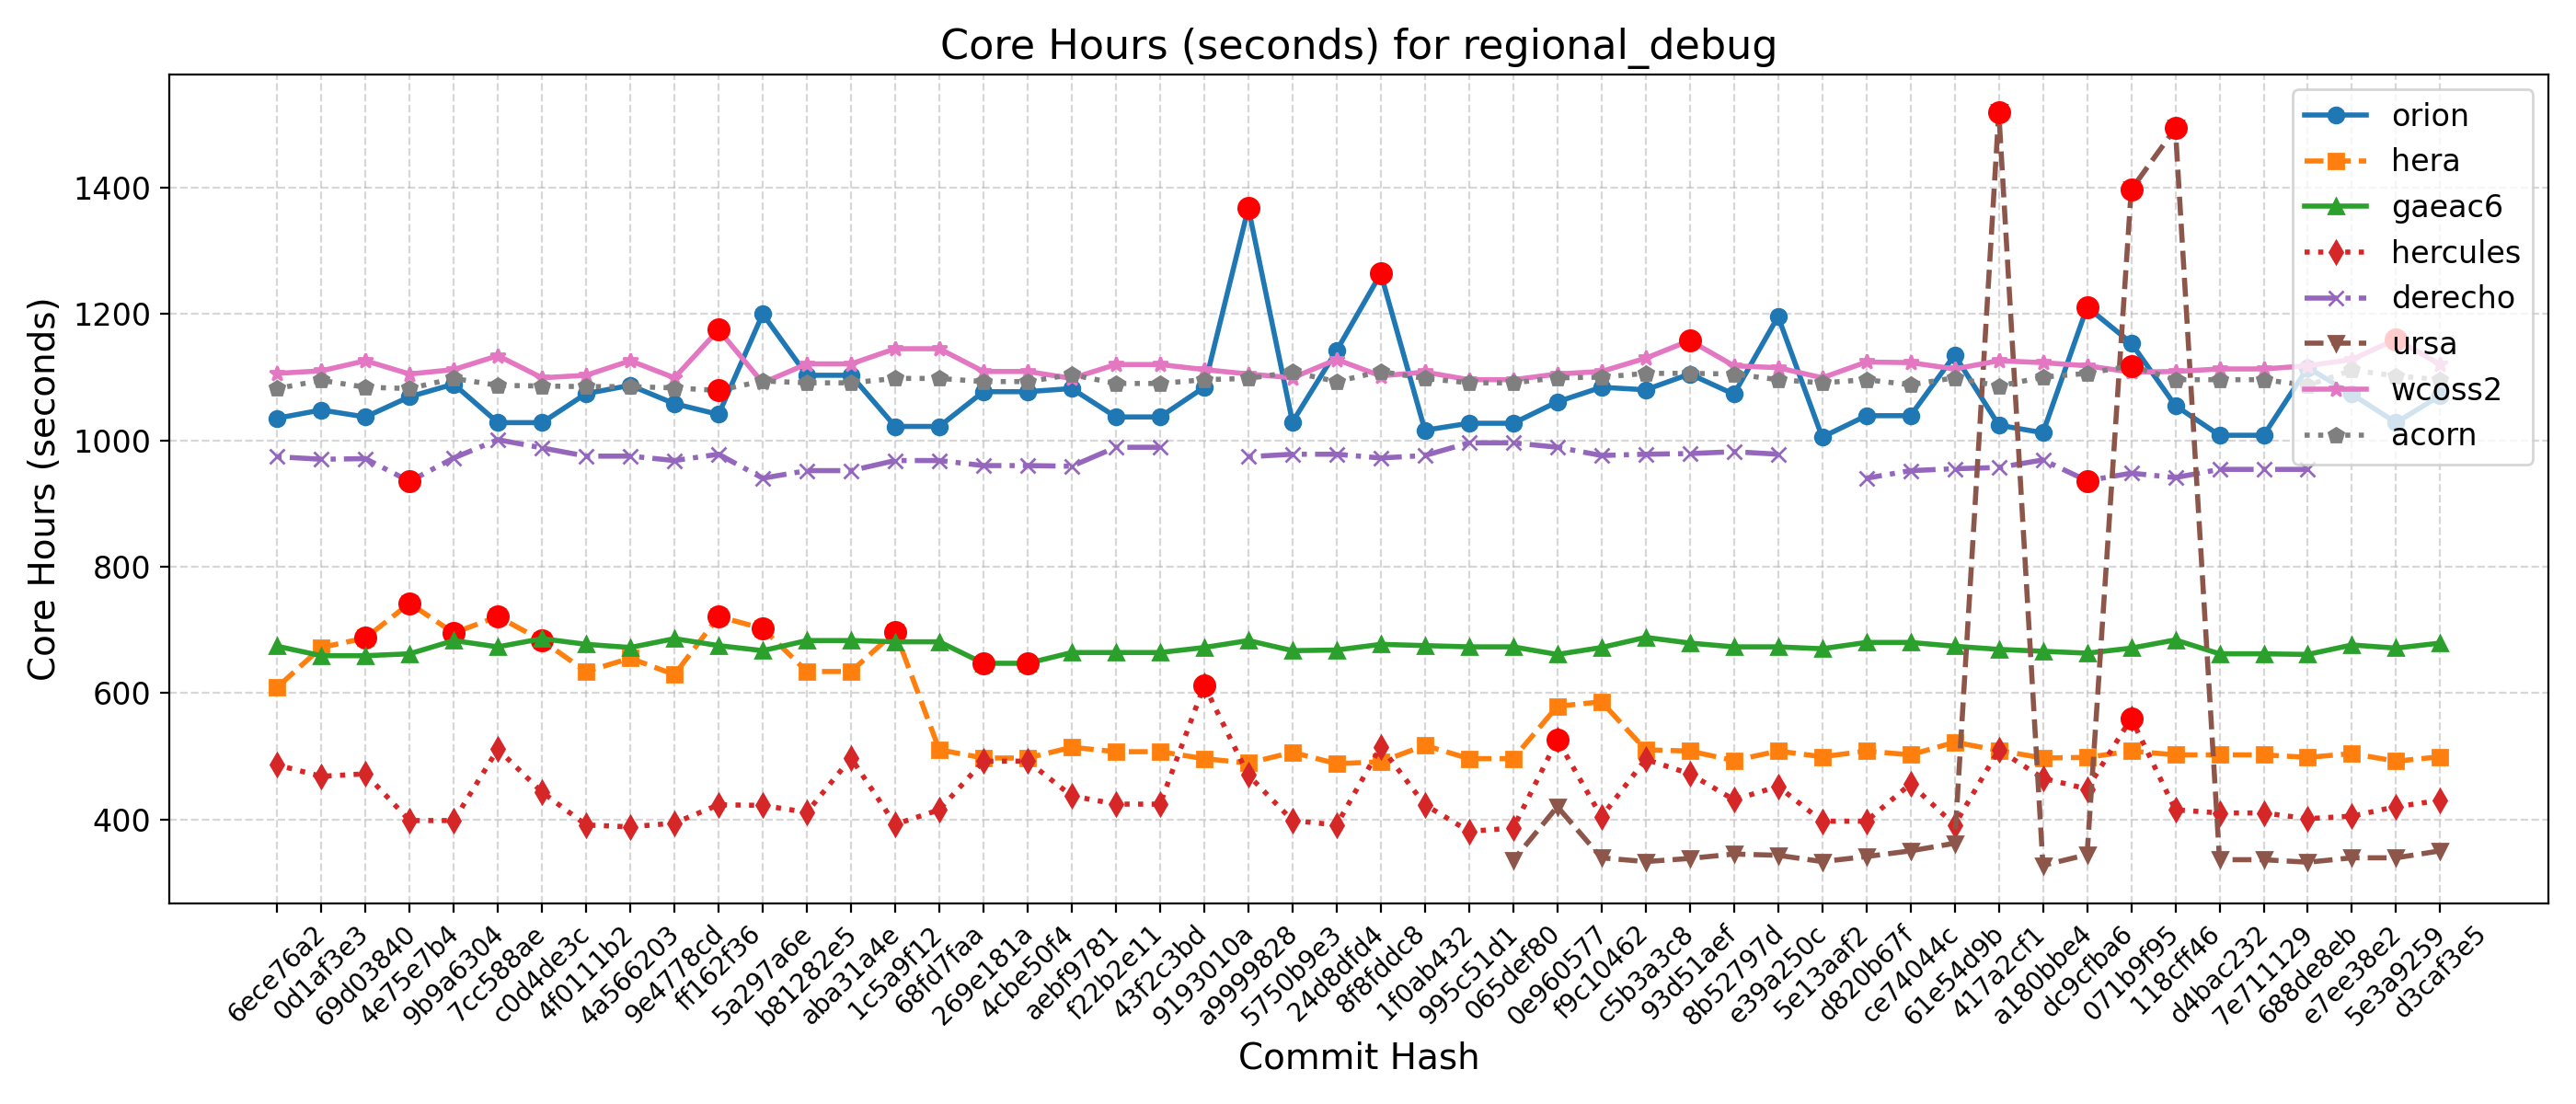 Core Hours (seconds) for regional_debug
Core Hours (seconds)
1400
1200
1000
800
600
400
orion
hera
gaeac6
hercules
derecho
ursa
wcoss2
acorn
6ece76a2
0d1af3e3
69d03840
4e75e7b4
9b9a6304
7cc588ae
c0d4de3c
4f0111b2
4a566203
9e4778cd
ff162f36
5a297a6e
b81282e5
aba31a4e
1c5a9f12
68fd7faa
269e181a
4cbe50f4
aebf9781
f22b2e11
43f2c3bd
9193010a
a9999828
5750b9e3
24d8dfd4
8f8fddc8
1f0ab432
995c51d1
065def80
0e960577
f9c10462
c5b3a3c8
93d51aef
8b52797d
e39a250c
5e13aaf2
d820b67f
ce74044c
61e54d9b
417a2cf1
a180bbe4
dc9cfba6
071b9f95
118cff46
d4bac232
7e711129
688de8eb
e7ee38e2
5e3a9259
d3caf3e5
Commit Hash